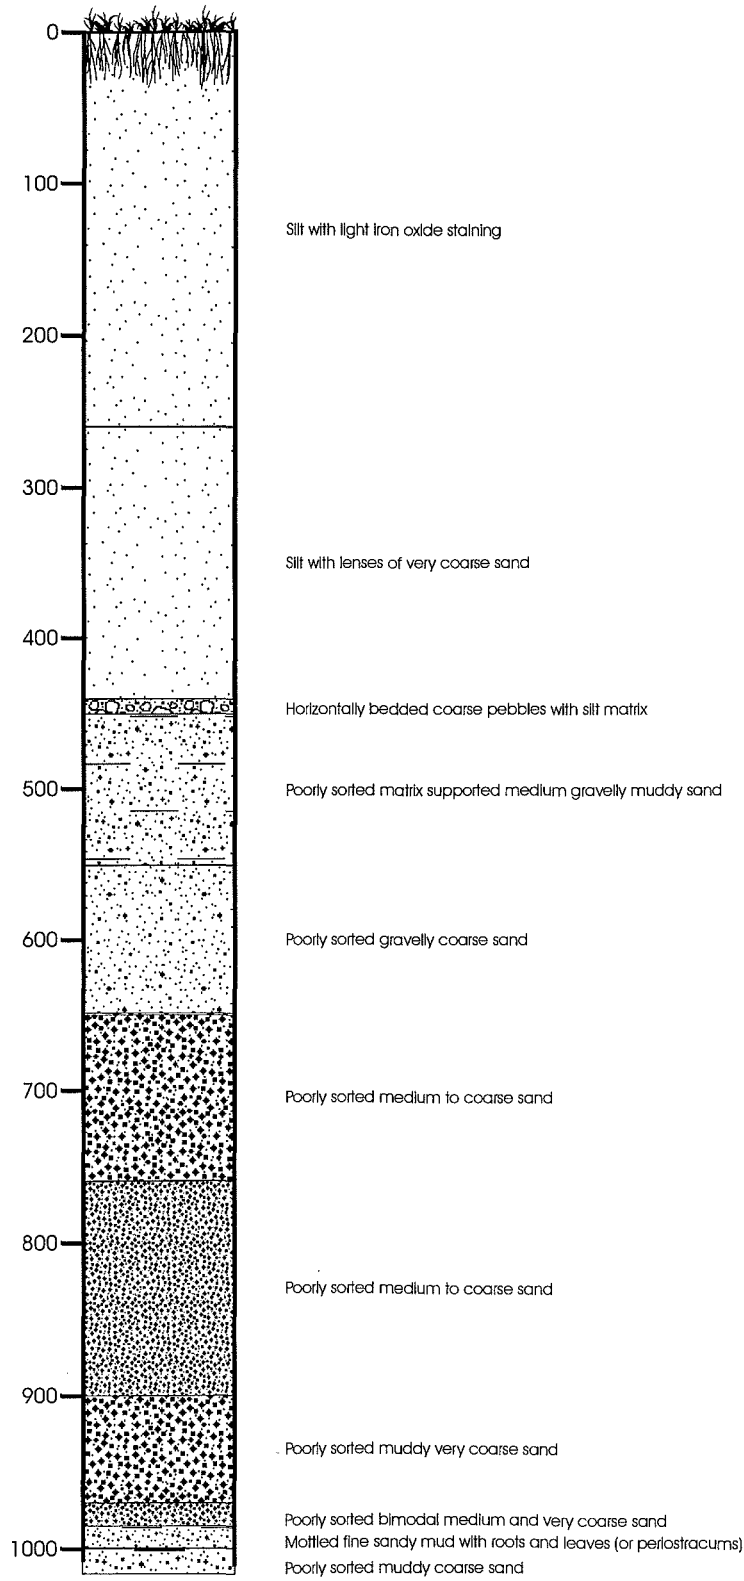 0
100
Silt with light iron oxide staining
200
300
Silt with lenses of very coarse sand
400
Horizontally bedded coarse pebbles with silt matrix
500
Poorly sorted matrix supported medium gravelly muddy sand
600
Poorly sorted gravelly coarse sand
700
Poorly sorted medium to coarse sand
800
Poorly sorted medium to coarse sand
900
Poorly sorted muddy very coarse sand
Poorly sorted bimodal medium and very coarse sand
Mottled fine sandy mud with roots and leaves (or periostracums)
1000
Poorly sorted muddy coarse sand